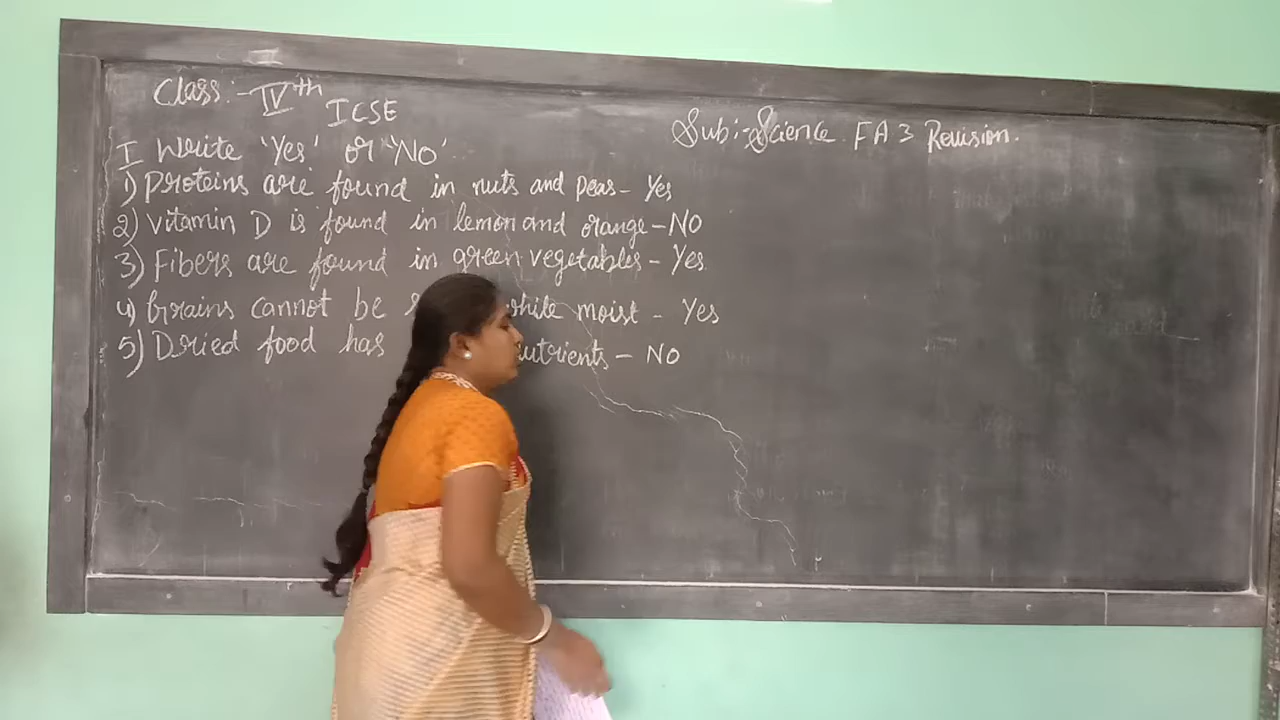 Class:- IVth
ICSE
Sub:- Science FA 3 Revision.
I Write 'Yes' or 'No'.
1) Proteins are found in nuts and peas - Yes
2) Vitamin D is found in lemon and orange - NO
3) Fibers are found in green vegetables - Yes
4) Grains cannot be while moist - Yes
5) Dried food has - No